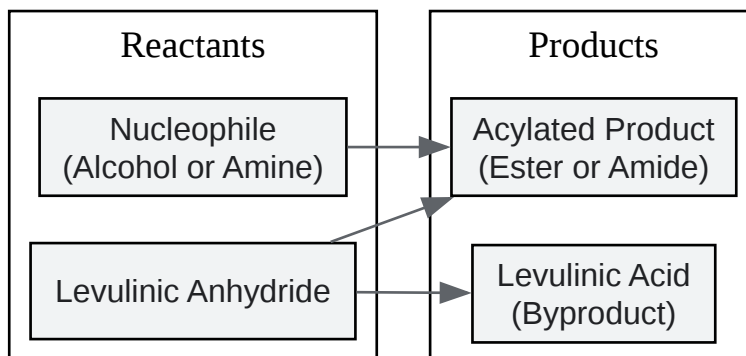 Reactants
Nucleophile
(Alcohol or Amine)
Levulinic Anhydride
Products
Acylated Product
(Ester or Amide)
Levulinic Acid
(Byproduct)